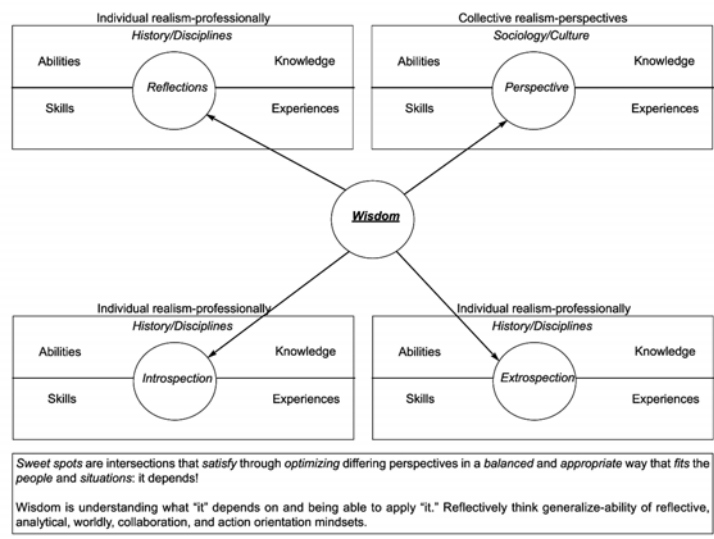 Individual realism-professionally
Collective realism-perspectives
History/Disciplines
Sociology/Culture
Abilities
Knowledge
Abilities
Knowledge
Reflections
Perspective
Skills
Experiences
Skills
Experiences
Wisdom
Individual realism-professionally
Individual realism-professionally
History/Disciplines
History/Disciplines
Abilities
Knowledge
Abilities
Knowledge
Introspection
Extrospection
Skills
Experiences
Skills
Experiences
Sweet spots are intersections that satisfy through optimizing differing perspectives in a balanced and appropriate way that fits the
people and situations: it depends!
Wisdom is understanding what “it” depends on and being able to apply “it.” Reflectively think generalize-ability of reflective,
analytical, worldly, collaboration, and action orientation mindsets.